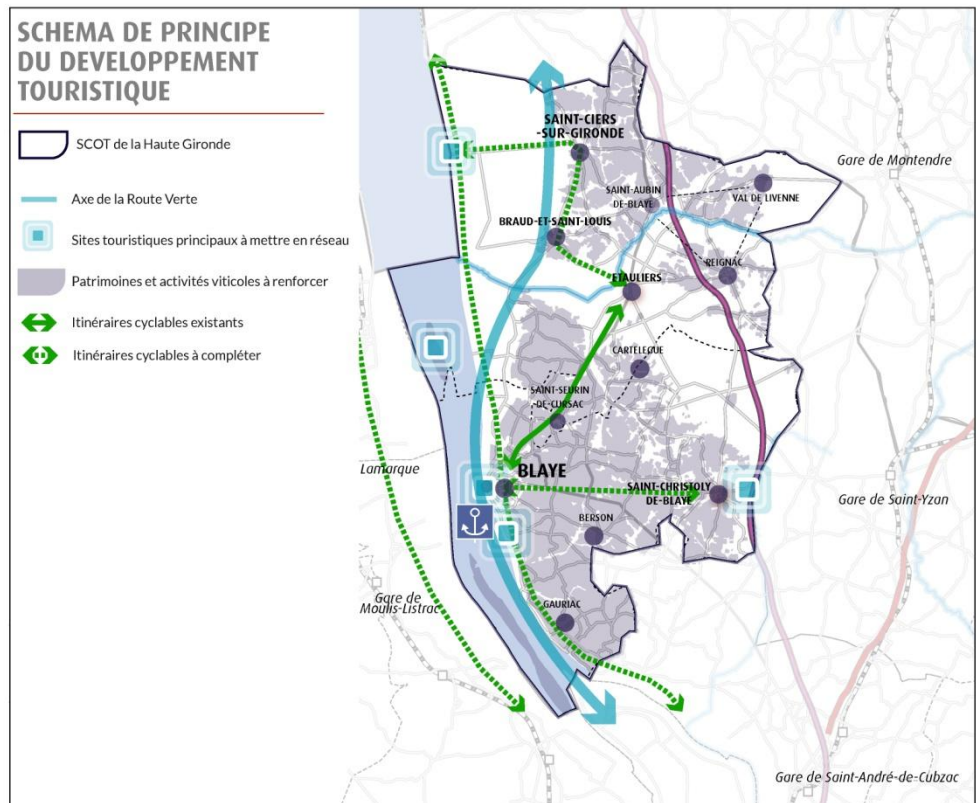 SCHEMA DE PRINCIPE
DU DEVELOPPEMENT
TOURISTIQUE
SCOT de la Haute Gironde
Axe de la Route Verte
Sites touristiques principaux à mettre en réseau
Patrimoines et activités viticoles à renforcer
Itinéraires cyclables existants
Itinéraires cyclables à compléter
SAINT-CIERS
-SUR-GIRONDE
Gare de Montendre
SAINT-AUBIN
DE-BLAYE
VAL DE LIVENNE
BRAUD-ET-SAINT-LOUIS
REIGNAC
ETAULIERS
CARTELEGUE
SAINT-SEURIN
-DE-CURSAC
Lamarque
BLAYE
SAINT-CHRISTOLY
DE-BLAYE
Gare de Saint-Yzan
BERSON
Gare de
Moulis-Listrac
GAURIAC
Gare de Saint-André-de-Cubzac